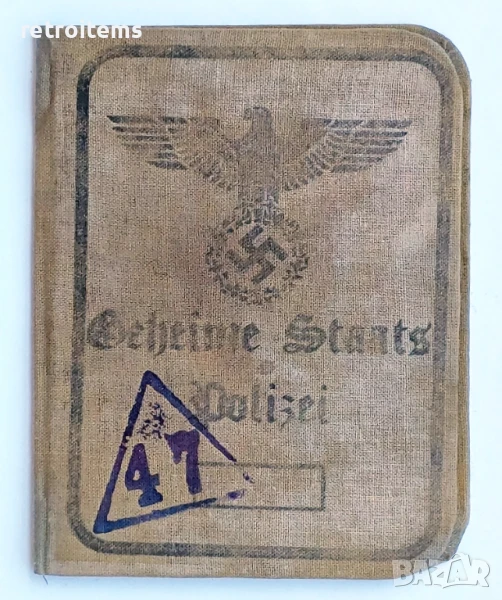 retroitems
Geheime Staats
Polizei
47
BAZAR